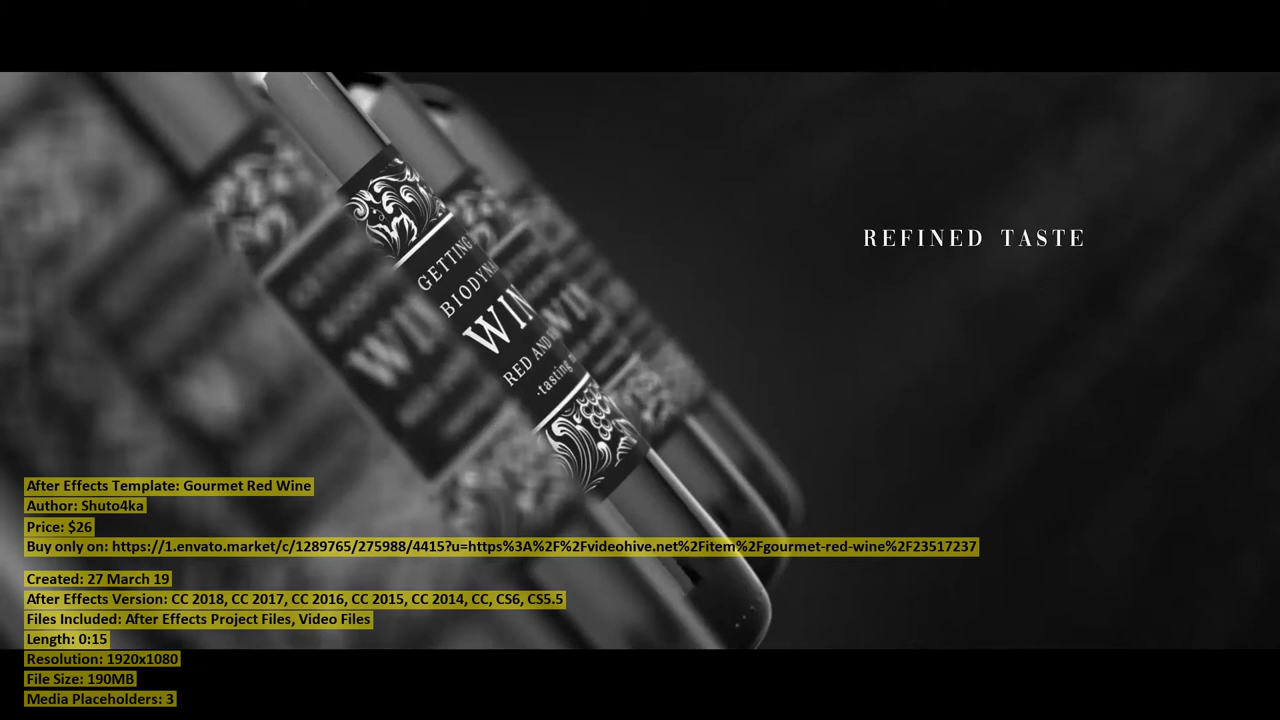 REFINED TASTE
GETTING
WIN
RED AND
After Effects Template: Gourmet Red Wine
Author: Shuto4ka
Price: $26
Buy only on: https://1.envato.market/c/1289765/275988/4415?u=https%3A%2F%2Fvideohive.net%2Fitem%2Fgourmet-red-wine%2F23517237
Created: 27 March 19
After Effects Version: CC 2018, CC 2017, CC 2016, CC 2015, CC 2014, CC, CS6, CS5.5
Files Included: After Effects Project Files, Video Files
Length: 0:15
Resolution: 1920x1080
File Size: 190MB
Media Placeholders: 3